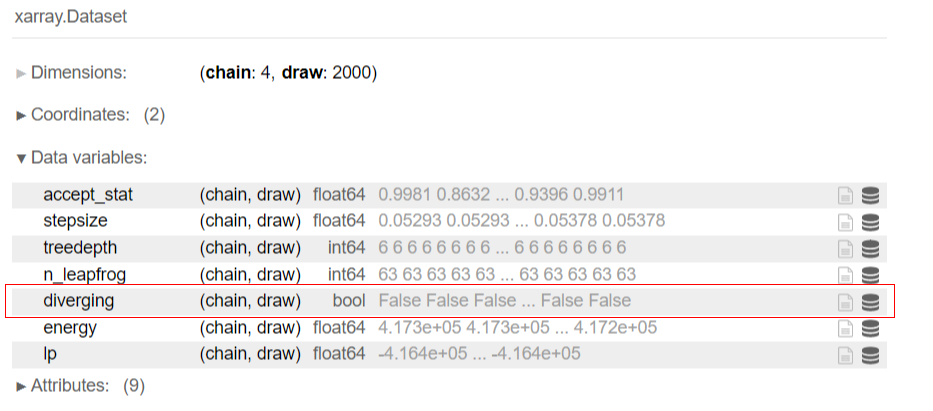 xarray.Dataset
► Dimensions: (chain: 4, draw: 2000)
► Coordinates: (2)
▼ Data variables:
accept_stat (chain, draw) float64 0.9981 0.8632 ... 0.9396 0.9911
stepsize (chain, draw) float64 0.05293 0.05293 ... 0.05378 0.05378
treedepth (chain, draw) int64 6 6 6 6 6 6 6 6 ... 6 6 6 6 6 6 6 6
n_leapfrog (chain, draw) int64 63 63 63 63 63 ... 63 63 63 63 63
diverging (chain, draw) bool False False False ... False False
energy (chain, draw) float64 4.173e+05 4.173e+05 ... 4.172e+05
lp (chain, draw) float64 -4.164e+05 ... -4.164e+05
► Attributes: (9)